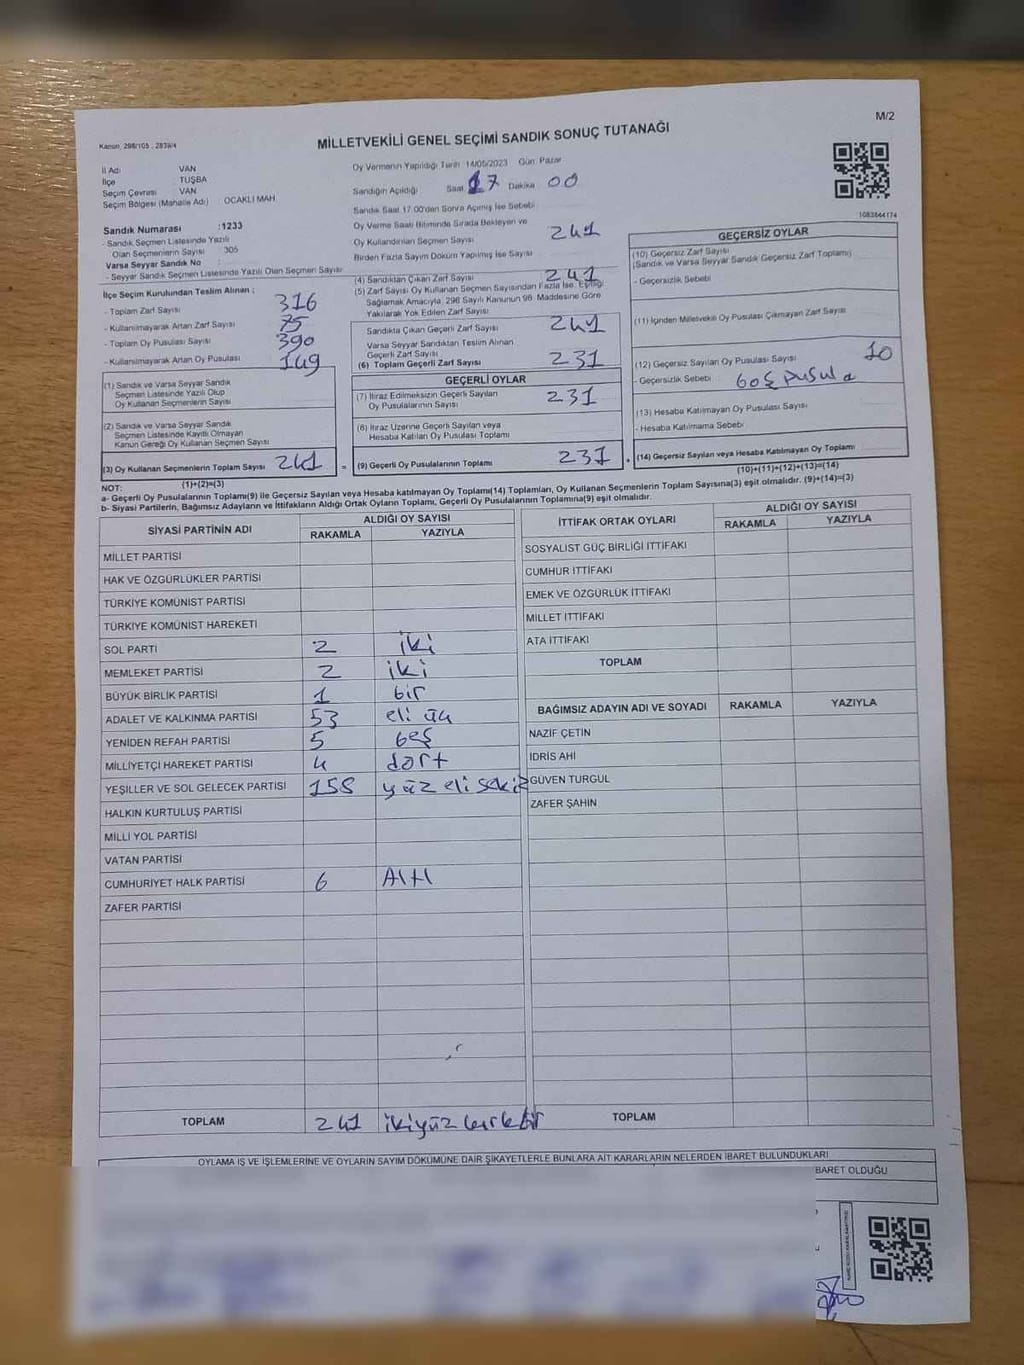 M/2
Kanun, 298/105, 2839/4
MİLLETVEKİLİ GENEL SEÇİMİ SANDIK SONUÇ TUTANAĞI
İl Adı VAN
İlçe TUŞBA
Seçim Çevresi VAN
Seçim Bölgesi (Mahalle Adı) OCAKLI MAH.
Oy Vermenin Yapıldığı Tarih 14/05/2023 Gün: Pazar
Sandığın Açıldığı Saat 17 Dakika 00
Sandık Saat 17.00'den Sonra Açılmış İse Sebebi
Oy Verme Saati Bitiminde Sırada Bekleyen ve
Oy Kullandırılan Seçmen Sayısı 241
Birden Fazla Sayım Döküm Yapılmış İse Sayısı
1083644174
Sandık Numarası :1233
- Sandık Seçmen Listesinde Yazılı
Olan Seçmenlerin Sayısı : 305
Varsa Seyyar Sandık No :
- Seyyar Sandık Seçmen Listesinde Yazılı Olan Seçmen Sayısı
İlçe Seçim Kurulundan Teslim Alınan :
- Toplam Zarf Sayısı 316
- Kullanılmayarak Artan Zarf Sayısı 75
- Toplam Oy Pusulası Sayısı 390
- Kullanılmayarak Artan Oy Pusulası 149
(1) Sandık ve Varsa Seyyar Sandık
Seçmen Listesinde Yazılı Olup
Oy Kullanan Seçmenlerin Sayısı
(2) Sandık ve Varsa Seyyar Sandık
Seçmen Listesinde Kayıtlı Olmayan
Kanun Gereği Oy Kullanan Seçmen Sayısı
(3) Oy Kullanan Seçmenlerin Toplam Sayısı 241
(1)+(2)=(3)
(4) Sandıktan Çıkan Zarf Sayısı 241
(5) Zarf Sayısı Oy Kullanan Seçmen Sayısından Fazla İse, Eşitliği
Sağlamak Amacıyla, 298 Sayılı Kanunun 98. Maddesine Göre
Yakılarak Yok Edilen Zarf Sayısı
Sandıkta Çıkan Geçerli Zarf Sayısı 241
Varsa Seyyar Sandıktan Teslim Alınan
Geçerli Zarf Sayısı
(6) Toplam Geçerli Zarf Sayısı 231
GEÇERLİ OYLAR
(7) İtiraz Edilmeksizin Geçerli Sayılan
Oy Pusulalarının Sayısı 231
(8) İtiraz Üzerine Geçerli Sayılan veya
Hesaba Katılan Oy Pusulası Toplamı
= (9) Geçerli Oy Pusulalarının Toplamı 231
GEÇERSİZ OYLAR
(10) Geçersiz Zarf Sayısı
(Sandık ve Varsa Seyyar Sandık Geçersiz Zarf Toplamı)
- Geçersizlik Sebebi
(11) İçinden Milletvekili Oy Pusulası Çıkmayan Zarf Sayısı
(12) Geçersiz Sayılan Oy Pusulası Sayısı 10
- Geçersizlik Sebebi : boş pusula
(13) Hesaba Katılmayan Oy Pusulası Sayısı
- Hesaba Katılmama Sebebi
(14) Geçersiz Sayılan veya Hesaba Katılmayan Oy Toplamı
(10)+(11)+(12)+(13)=(14)
NOT:
a- Geçerli Oy Pusulalarının Toplamı(9) ile Geçersiz Sayılan veya Hesaba katılmayan Oy Toplamı(14) Toplamları, Oy Kullanan Seçmenlerin Toplam Sayısına(3) eşit olmalıdır. (9)+(14)=(3)
b- Siyasi Partilerin, Bağımsız Adayların ve İttifakların Aldığı Ortak Oyların Toplamı, Geçerli Oy Pusulalarının Toplamına(9) eşit olmalıdır.
SİYASİ PARTİNİN ADI ALDIĞI OY SAYISI
RAKAMLA YAZIYLA
MİLLET PARTİSİ
HAK VE ÖZGÜRLÜKLER PARTİSİ
TÜRKİYE KOMÜNİST PARTİSİ
TÜRKİYE KOMÜNİST HAREKETİ
SOL PARTİ 2 iki
MEMLEKET PARTİSİ 2 iki
BÜYÜK BİRLİK PARTİSİ 1 bir
ADALET VE KALKINMA PARTİSİ 53 eli üç
YENİDEN REFAH PARTİSİ 5 beş
MİLLİYETÇİ HAREKET PARTİSİ 4 dört
YEŞİLLER VE SOL GELECEK PARTİSİ 158 yüz eli sekiz
HALKIN KURTULUŞ PARTİSİ
MİLLİ YOL PARTİSİ
VATAN PARTİSİ
CUMHURİYET HALK PARTİSİ 6 Altı
ZAFER PARTİSİ
TOPLAM 241 ikiyüz kırk bir
İTTİFAK ORTAK OYLARI ALDIĞI OY SAYISI
RAKAMLA YAZIYLA
SOSYALİST GÜÇ BİRLİĞİ İTTİFAKI
CUMHUR İTTİFAKI
EMEK VE ÖZGÜRLÜK İTTİFAKI
MİLLET İTTİFAKI
ATA İTTİFAKI
TOPLAM
BAĞIMSIZ ADAYIN ADI VE SOYADI RAKAMLA YAZIYLA
NAZİF ÇETİN
İDRİS AHİ
GÜVEN TURGUL
ZAFER ŞAHİN
TOPLAM
OYLAMA İŞ VE İŞLEMLERİNE VE OYLARIN SAYIM DÖKÜMÜNE DAİR ŞİKAYETLERLE BUNLARA AİT KARARLARIN NELERDEN İBARET BULUNDUKLARI
BARET OLDUĞU